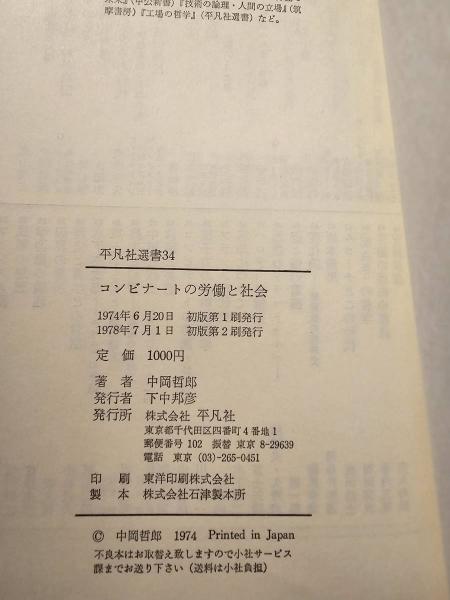 未来』(中公新書)『技術の論理・人間の立場』(筑
摩書房)『工場の哲学』(平凡社選書)など。
平凡社選書34
コンビナートの労働と社会
1974年6月20日 初版第1刷発行
1978年7月1日 初版第2刷発行
定価 1000円
著者 中岡哲郎
発行者 下中邦彦
発行所 株式会社 平凡社
東京都千代田区四番町4番地1
郵便番号 102 振替 東京 8-29639
電話 東京 (03)-265-0451
印刷 東洋印刷株式会社
製本 株式会社石津製本所
© 中岡哲郎 1974 Printed in Japan
不良本はお取替え致しますので小社サービス
課までお送り下さい(送料は小社負担)